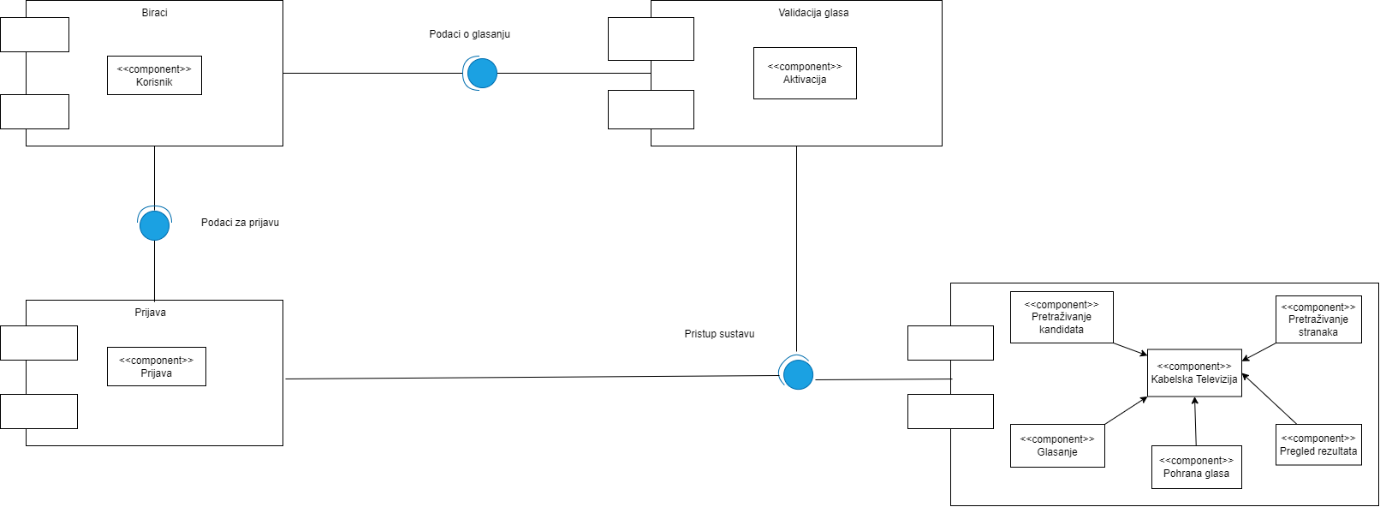 Biraci
<<component>>
Korisnik
Podaci o glasanju
Validacija glasa
<<component>>
Aktivacija
Podaci za prijavu
Prijava
<<component>>
Prijava
Pristup sustavu
<<component>>
Pretraživanje
kandidata
<<component>>
Pretraživanje
stranaka
<<component>>
Kabelska Televizija
<<component>>
Glasanje
<<component>>
Pohrana glasa
<<component>>
Pregled rezultata